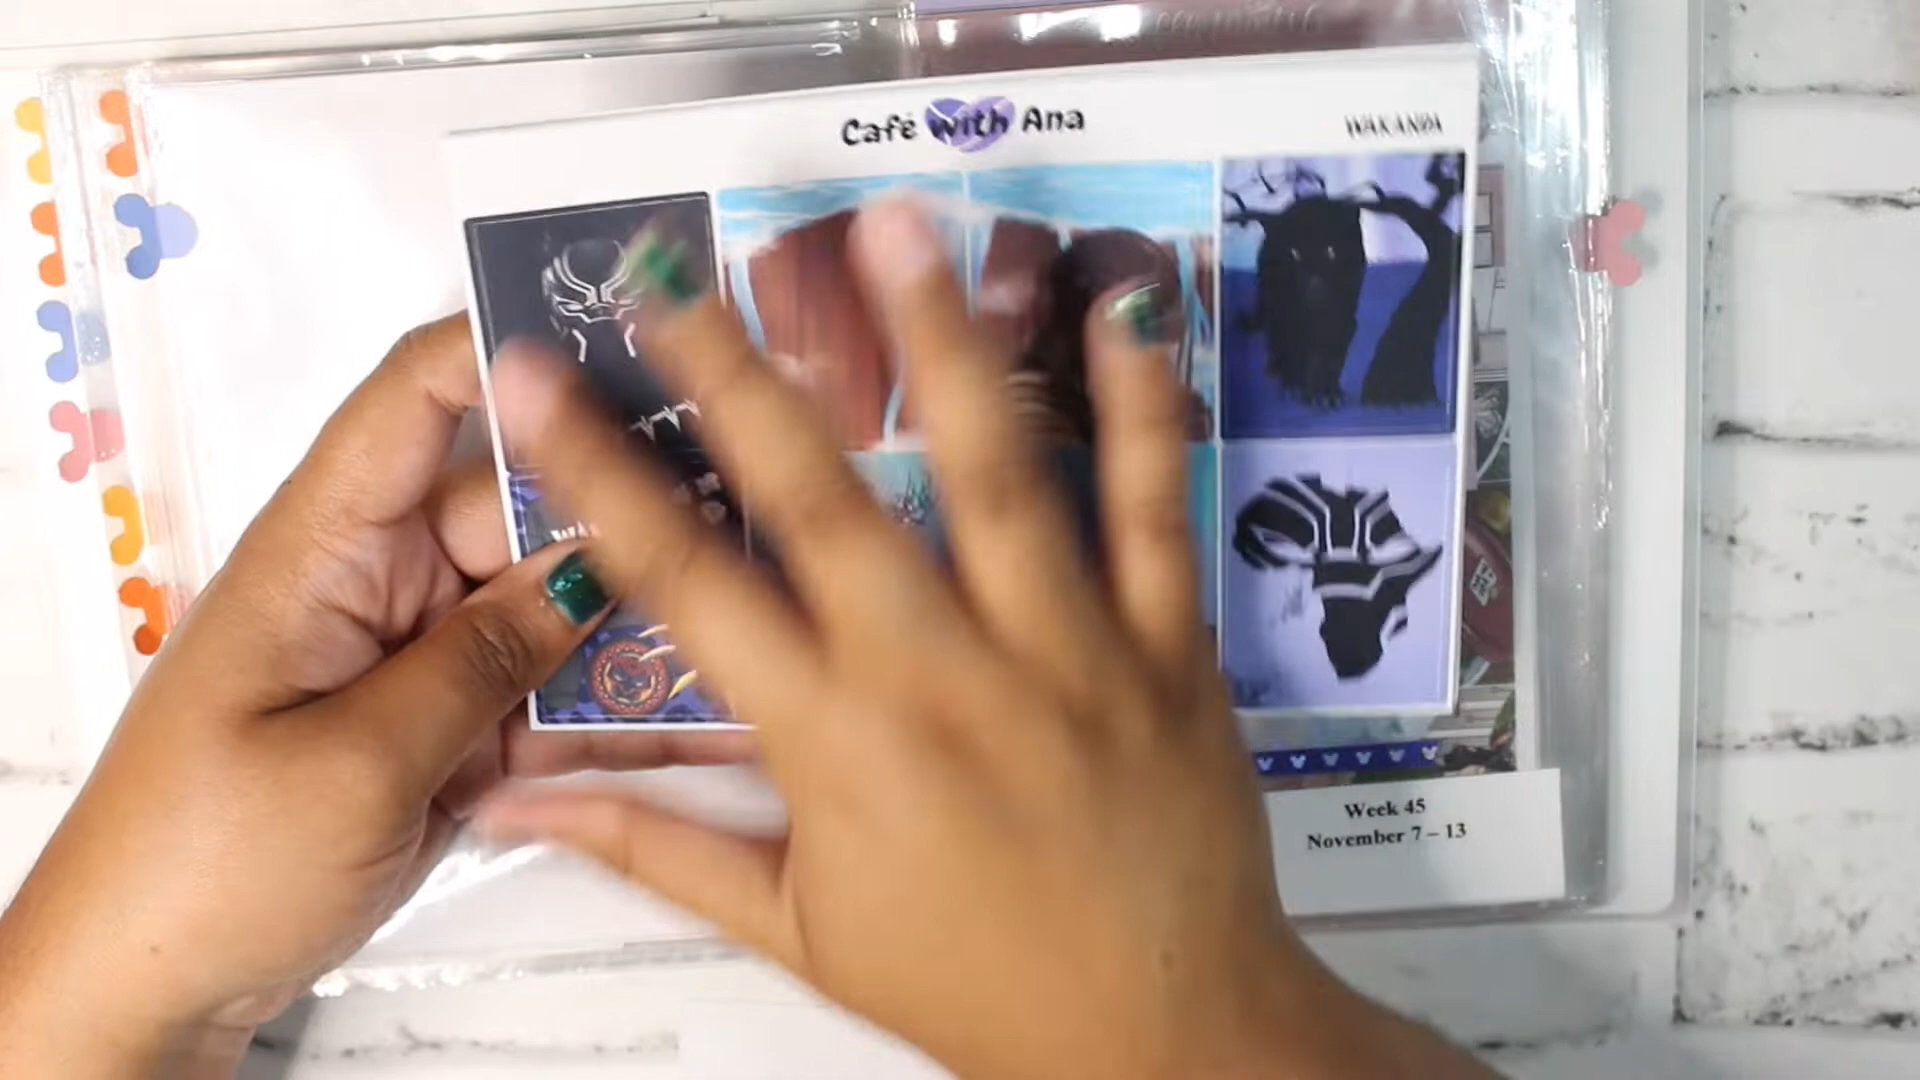 Café with Ana
WAKANDA
Week 45
November 7 – 13